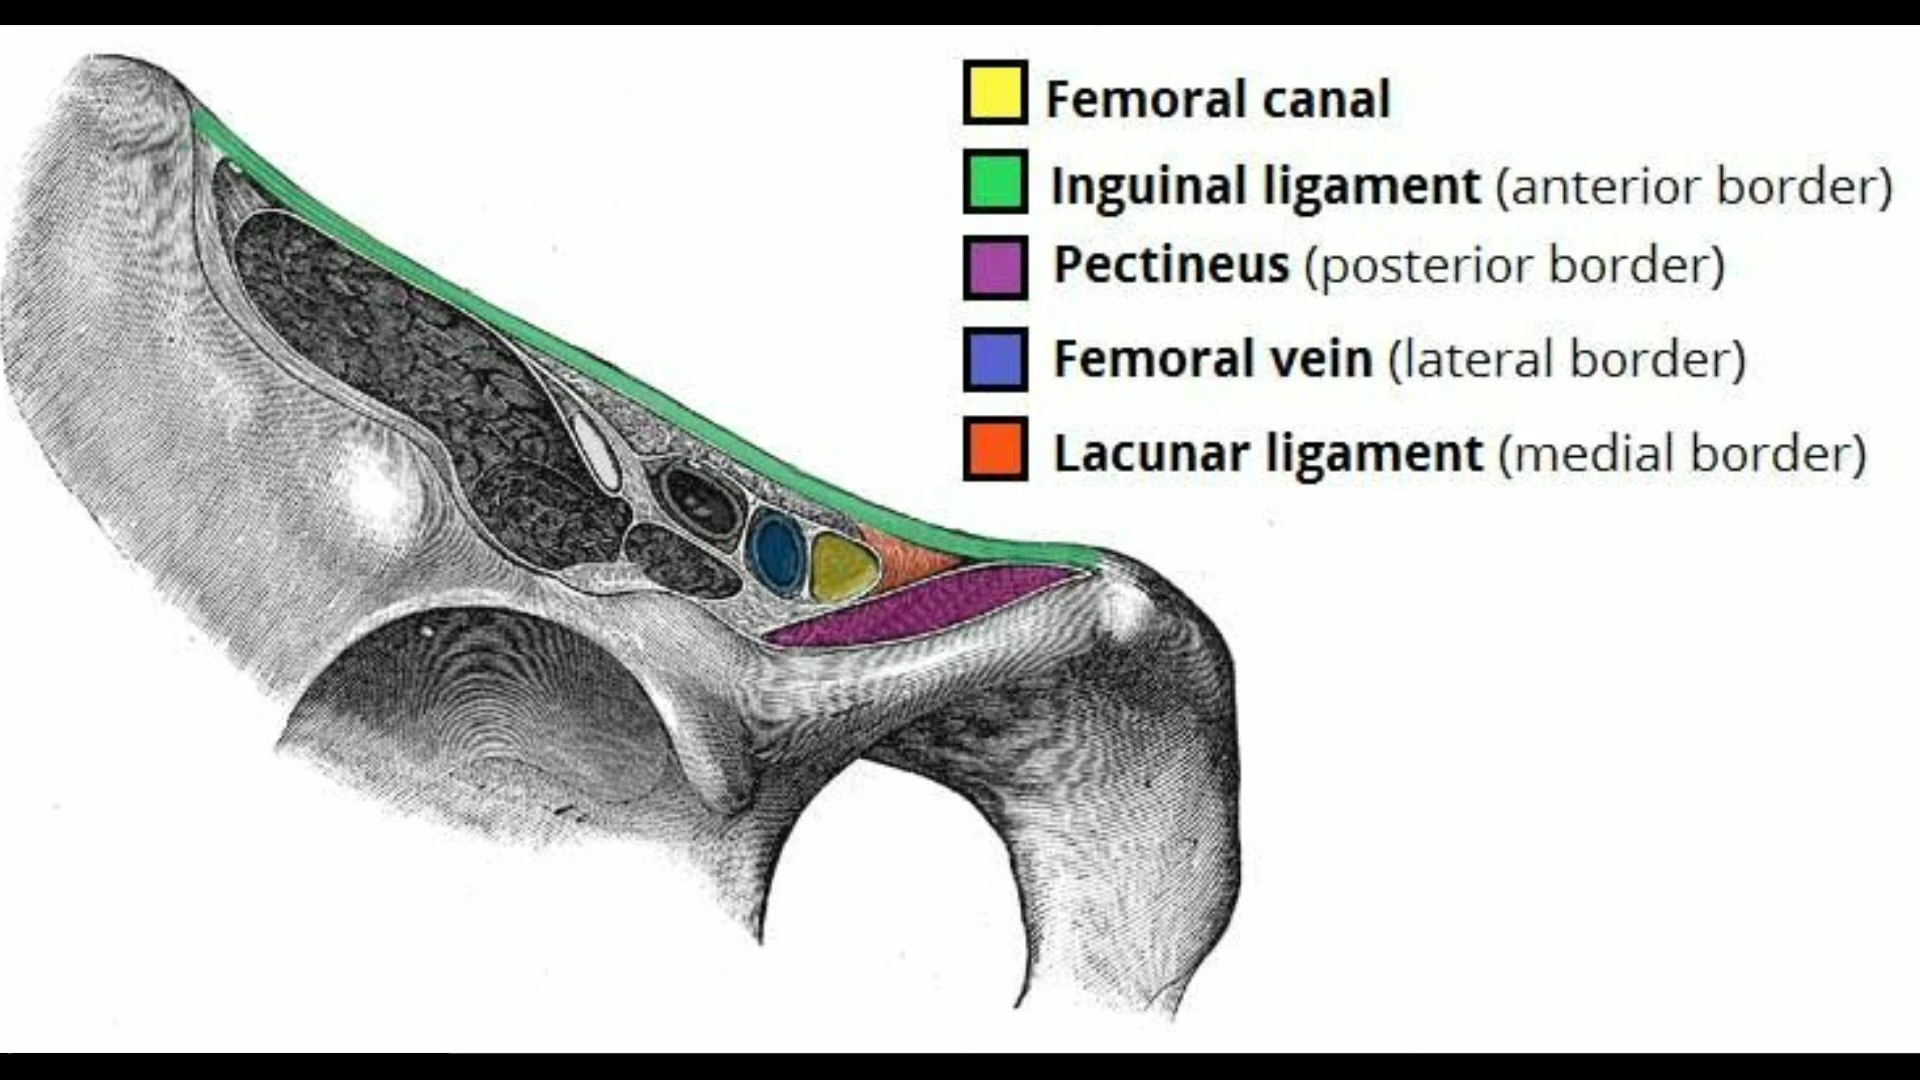 Femoral canal
Inguinal ligament (anterior border)
Pectineus (posterior border)
Femoral vein (lateral border)
Lacunar ligament (medial border)